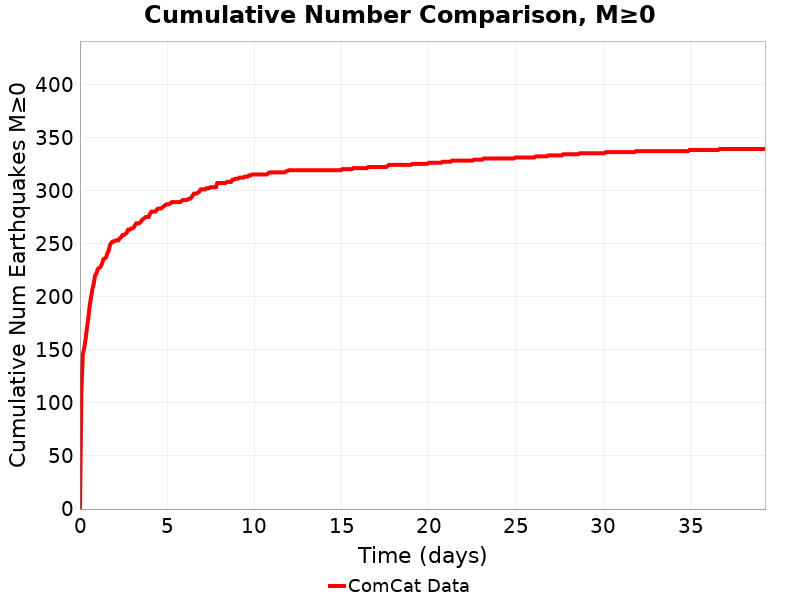 Cumulative Number Comparison, M≥0
Cumulative Num Earthquakes M≥0
400
350
300
250
200
150
100
50
0
0 5 10 15 20 25 30 35
Time (days)
ComCat Data